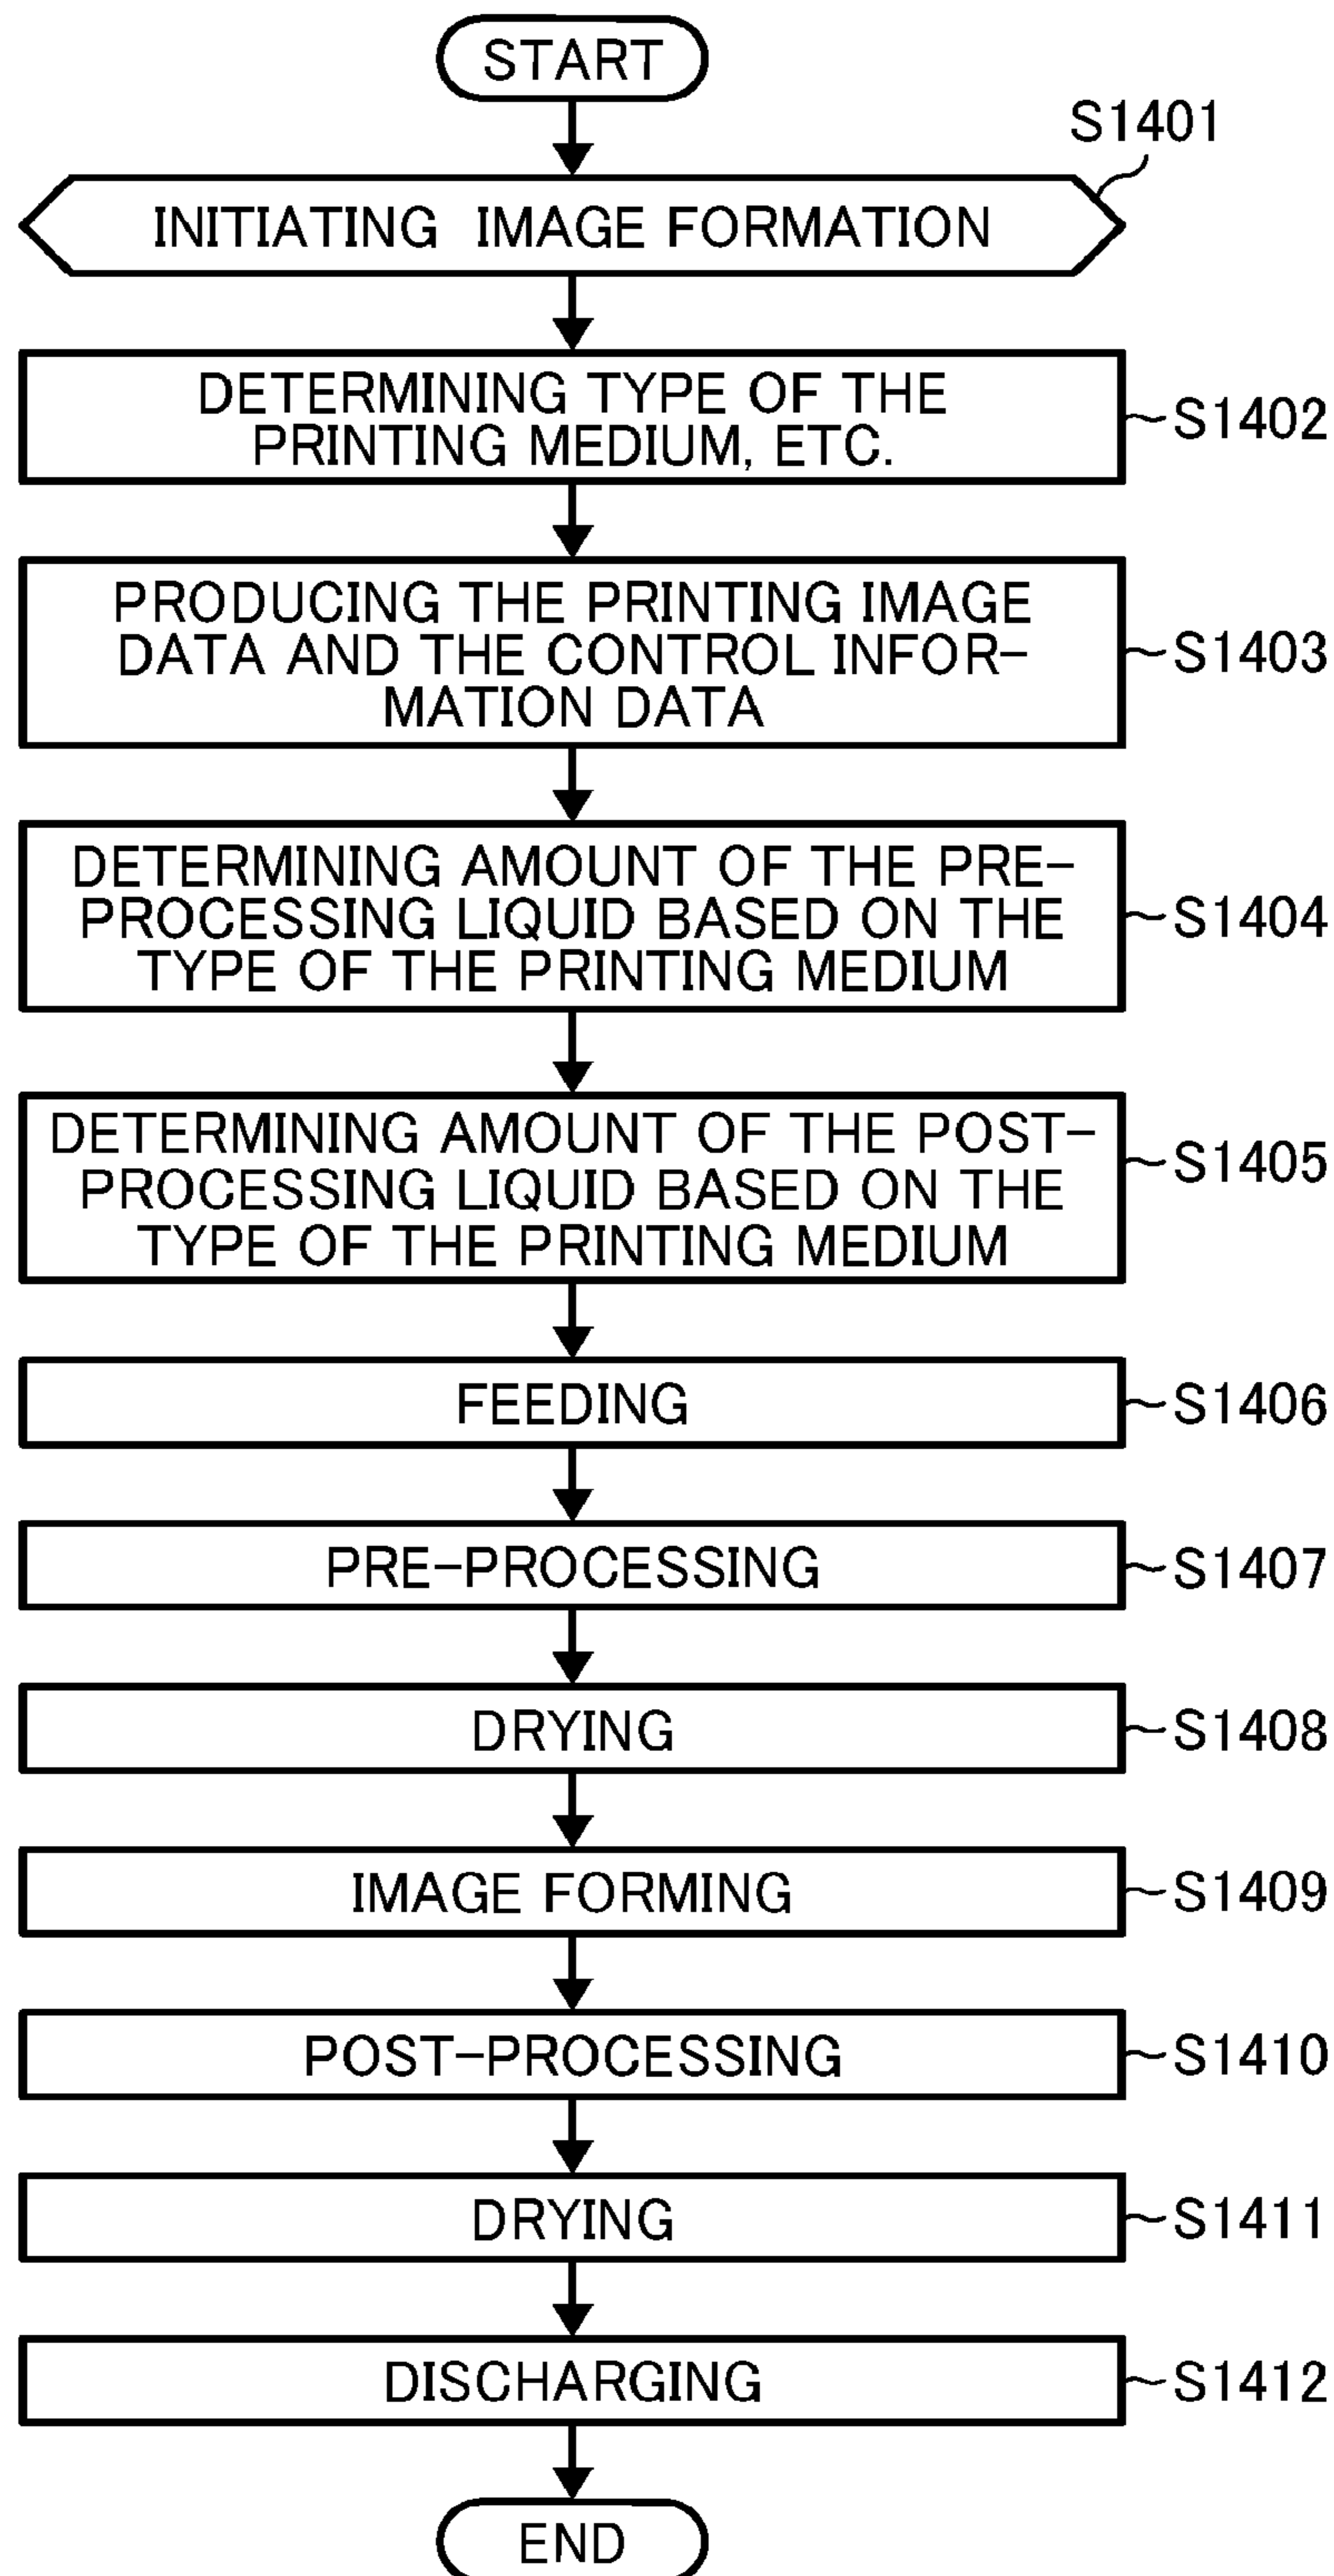 START
S1401
INITIATING IMAGE FORMATION
DETERMINING TYPE OF THE
PRINTING MEDIUM, ETC.
S1402
PRODUCING THE PRINTING IMAGE
DATA AND THE CONTROL INFOR-
MATION DATA
S1403
DETERMINING AMOUNT OF THE PRE-
PROCESSING LIQUID BASED ON THE
TYPE OF THE PRINTING MEDIUM
S1404
DETERMINING AMOUNT OF THE POST-
PROCESSING LIQUID BASED ON THE
TYPE OF THE PRINTING MEDIUM
S1405
FEEDING
S1406
PRE-PROCESSING
S1407
DRYING
S1408
IMAGE FORMING
S1409
POST-PROCESSING
S1410
DRYING
S1411
DISCHARGING
S1412
END